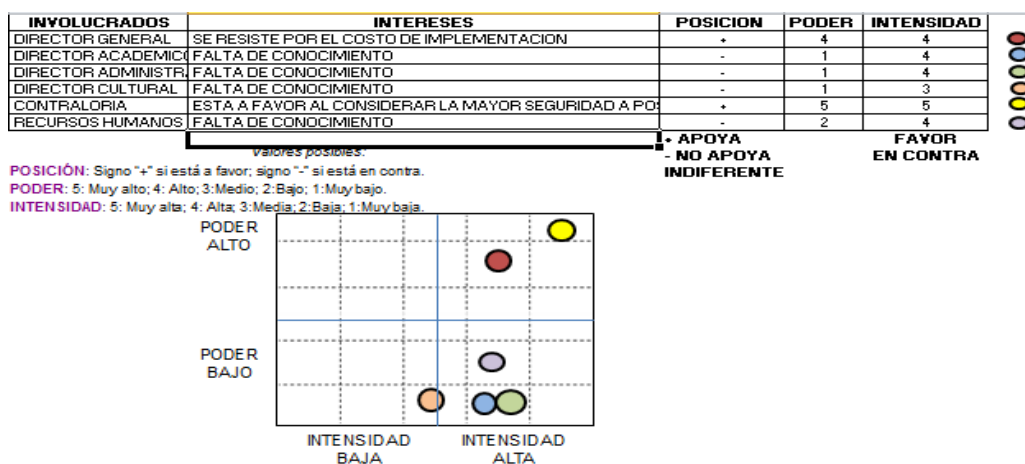 INVOLUCRADOS INTERESES POSICION PODER INTENSIDAD
DIRECTOR GENERAL SE RESISTE POR EL COSTO DE IMPLEMENTACION + 4 4
DIRECTOR ACADEMIC FALTA DE CONOCIMIENTO - 1 4
DIRECTOR ADMINISTR FALTA DE CONOCIMIENTO - 1 4
DIRECTOR CULTURAL FALTA DE CONOCIMIENTO - 1 3
CONTRALORIA ESTA A FAVOR AL CONSIDERAR LA MAYOR SEGURIDAD A PO + 5 5
RECURSOS HUMANOS FALTA DE CONOCIMIENTO - 2 4
+ APOYA FAVOR
- NO APOYA EN CONTRA
INDIFERENTE
Valores posibles:
POSICIÓN: Signo "+" si está a favor; signo "-" si está en contra.
PODER: 5: Muy alto; 4: Alto; 3:Medio; 2:Bajo; 1:Muy bajo.
INTENSIDAD: 5: Muy alta; 4: Alta; 3:Media; 2:Baja; 1:Muy baja.
PODER
ALTO
PODER
BAJO
INTENSIDAD INTENSIDAD
BAJA ALTA